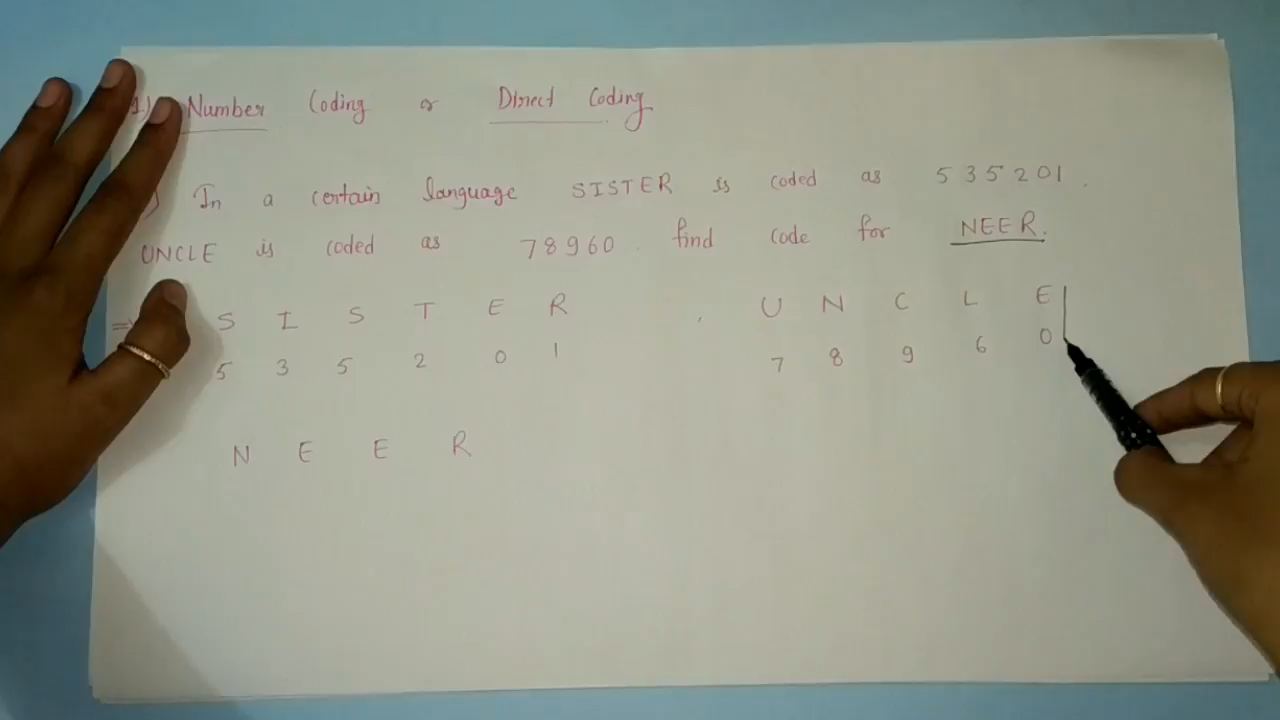 1.) Number Coding or Direct Coding
) In a certain language SISTER is coded as 535201.
UNCLE is coded as 78960. find code for NEER.
=> S I S T E R , U N C L E
5 3 5 2 0 1 7 8 9 6 0
N E E R